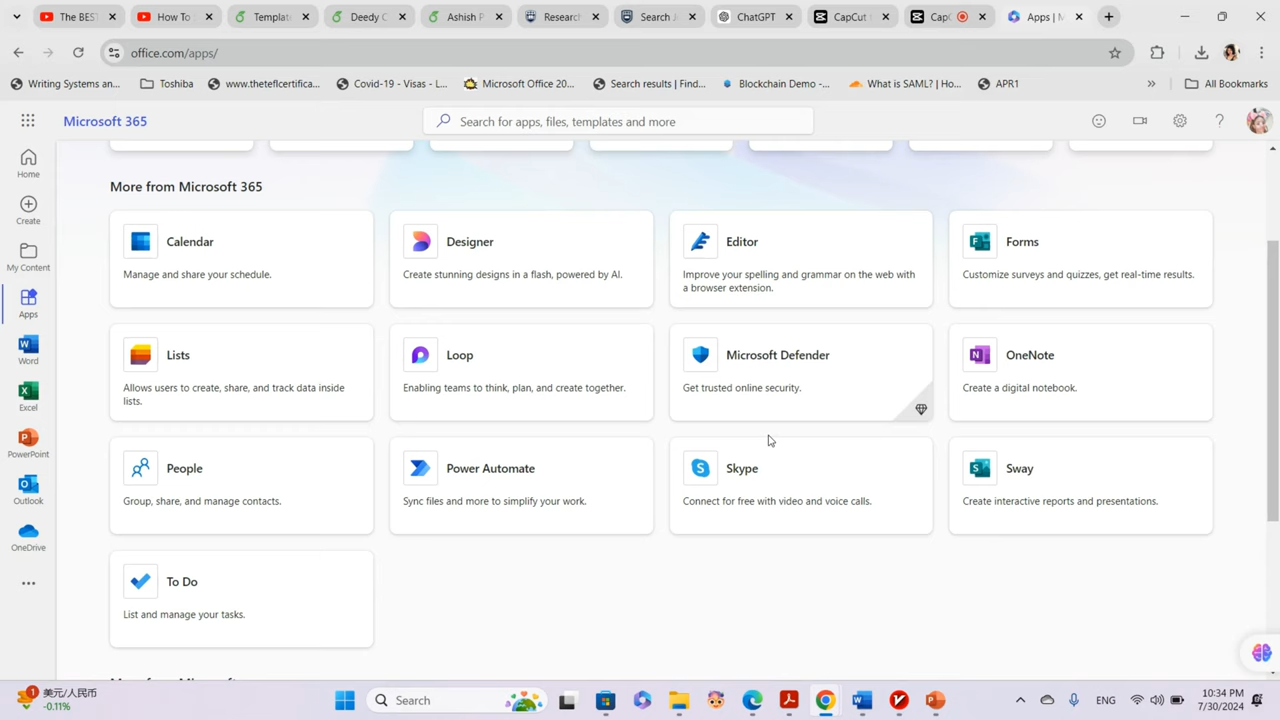 The BES
How To
Templat
Deedy C
Ashish P
Researc
Search J
ChatGPT
CapCut
Cap
Apps | M
office.com/apps/
Writing Systems an...
Toshiba
www.theteflcertifica...
Covid-19 - Visas - L...
Microsoft Office 20...
Search results | Find...
Blockchain Demo -...
What is SAML? | Ho...
APR1
All Bookmarks
Microsoft 365
Search for apps, files, templates and more
Home
Create
My Content
Apps
Word
Excel
PowerPoint
Outlook
OneDrive
More from Microsoft 365
Calendar
Manage and share your schedule.
Designer
Create stunning designs in a flash, powered by AI.
Editor
Improve your spelling and grammar on the web with
a browser extension.
Forms
Customize surveys and quizzes, get real-time results.
Lists
Allows users to create, share, and track data inside
lists.
Loop
Enabling teams to think, plan, and create together.
Microsoft Defender
Get trusted online security.
OneNote
Create a digital notebook.
People
Group, share, and manage contacts.
Power Automate
Sync files and more to simplify your work.
Skype
Connect for free with video and voice calls.
Sway
Create interactive reports and presentations.
To Do
List and manage your tasks.
1
美元/人民币
-0.11%
Search
ENG
10:34 PM
7/30/2024